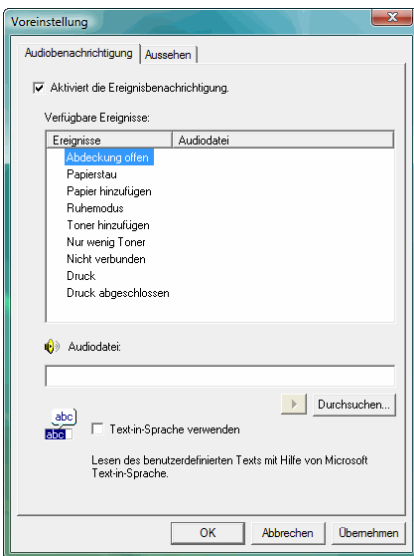 Voreinstellung
Audiobenachrichtigung Aussehen
Aktiviert die Ereignisbenachrichtigung.
Verfügbare Ereignisse:
Ereignisse Audiodatei
Abdeckung offen
Papierstau
Papier hinzufügen
Ruhemodus
Toner hinzufügen
Nur wenig Toner
Nicht verbunden
Druck
Druck abgeschlossen
Audiodatei:
Durchsuchen...
abc
abc
Text-in-Sprache verwenden
Lesen des benutzerdefinierten Texts mit Hilfe von Microsoft
Text-in-Sprache.
OK Abbrechen Übernehmen